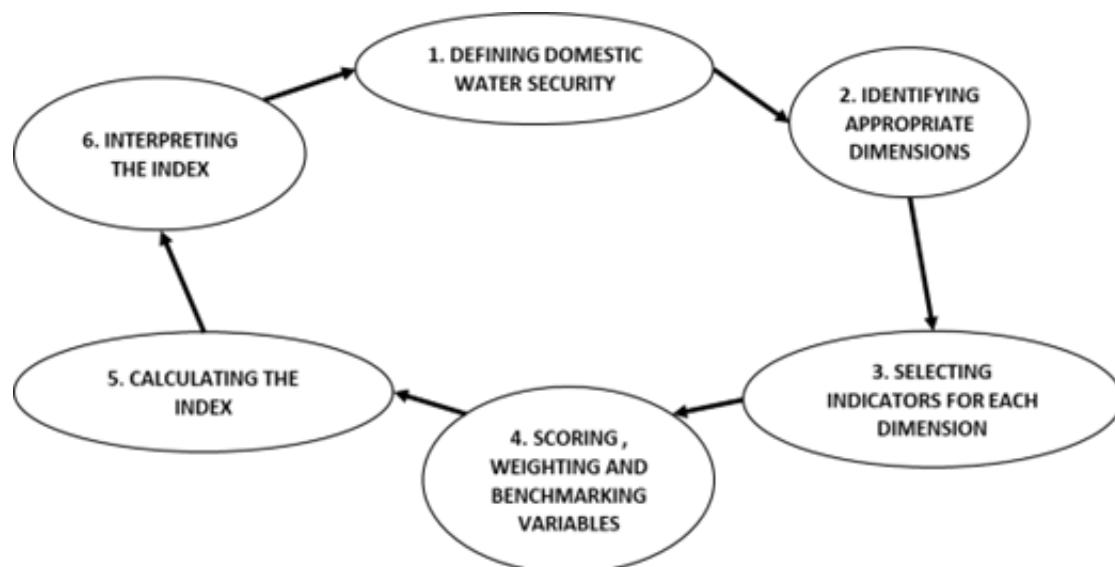 1. DEFINING DOMESTIC
WATER SECURITY
2. IDENTIFYING
APPROPRIATE
DIMENSIONS
3. SELECTING
INDICATORS FOR EACH
DIMENSION
4. SCORING ,
WEIGHTING AND
BENCHMARKING
VARIABLES
5. CALCULATING THE
INDEX
6. INTERPRETING
THE INDEX